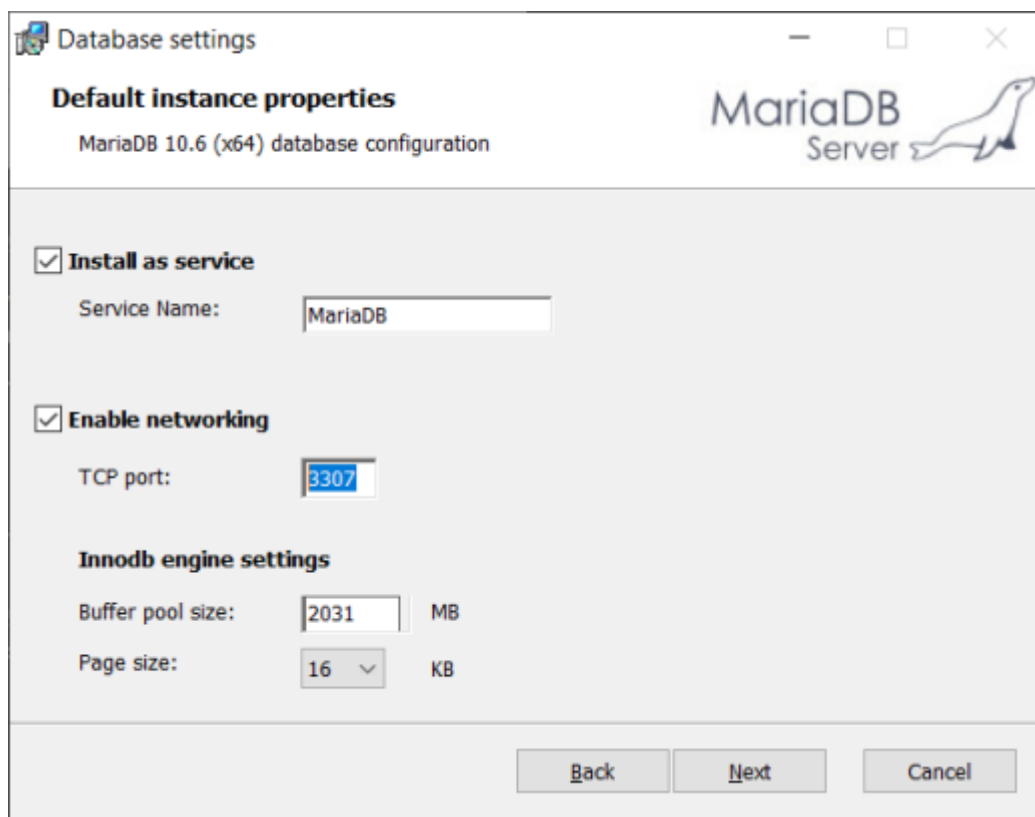 Database settings
Default instance properties
MariaDB 10.6 (x64) database configuration
MariaDB
Server
Install as service
Service Name: MariaDB
Enable networking
TCP port: 3307
Innodb engine settings
Buffer pool size: 2031 MB
Page size: 16 KB
Back Next Cancel